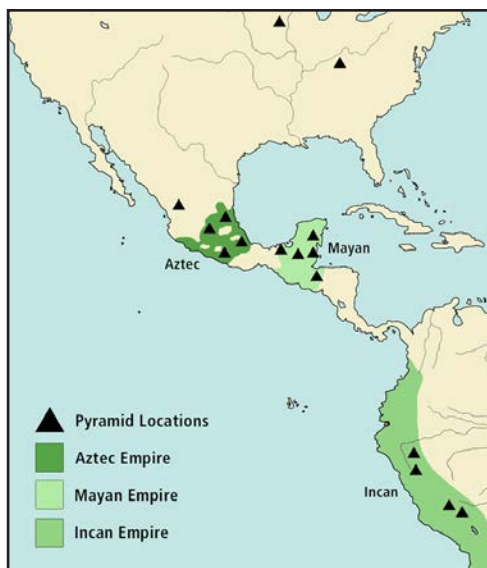 Aztec
Mayan
Incan
Pyramid Locations
Aztec Empire
Mayan Empire
Incan Empire